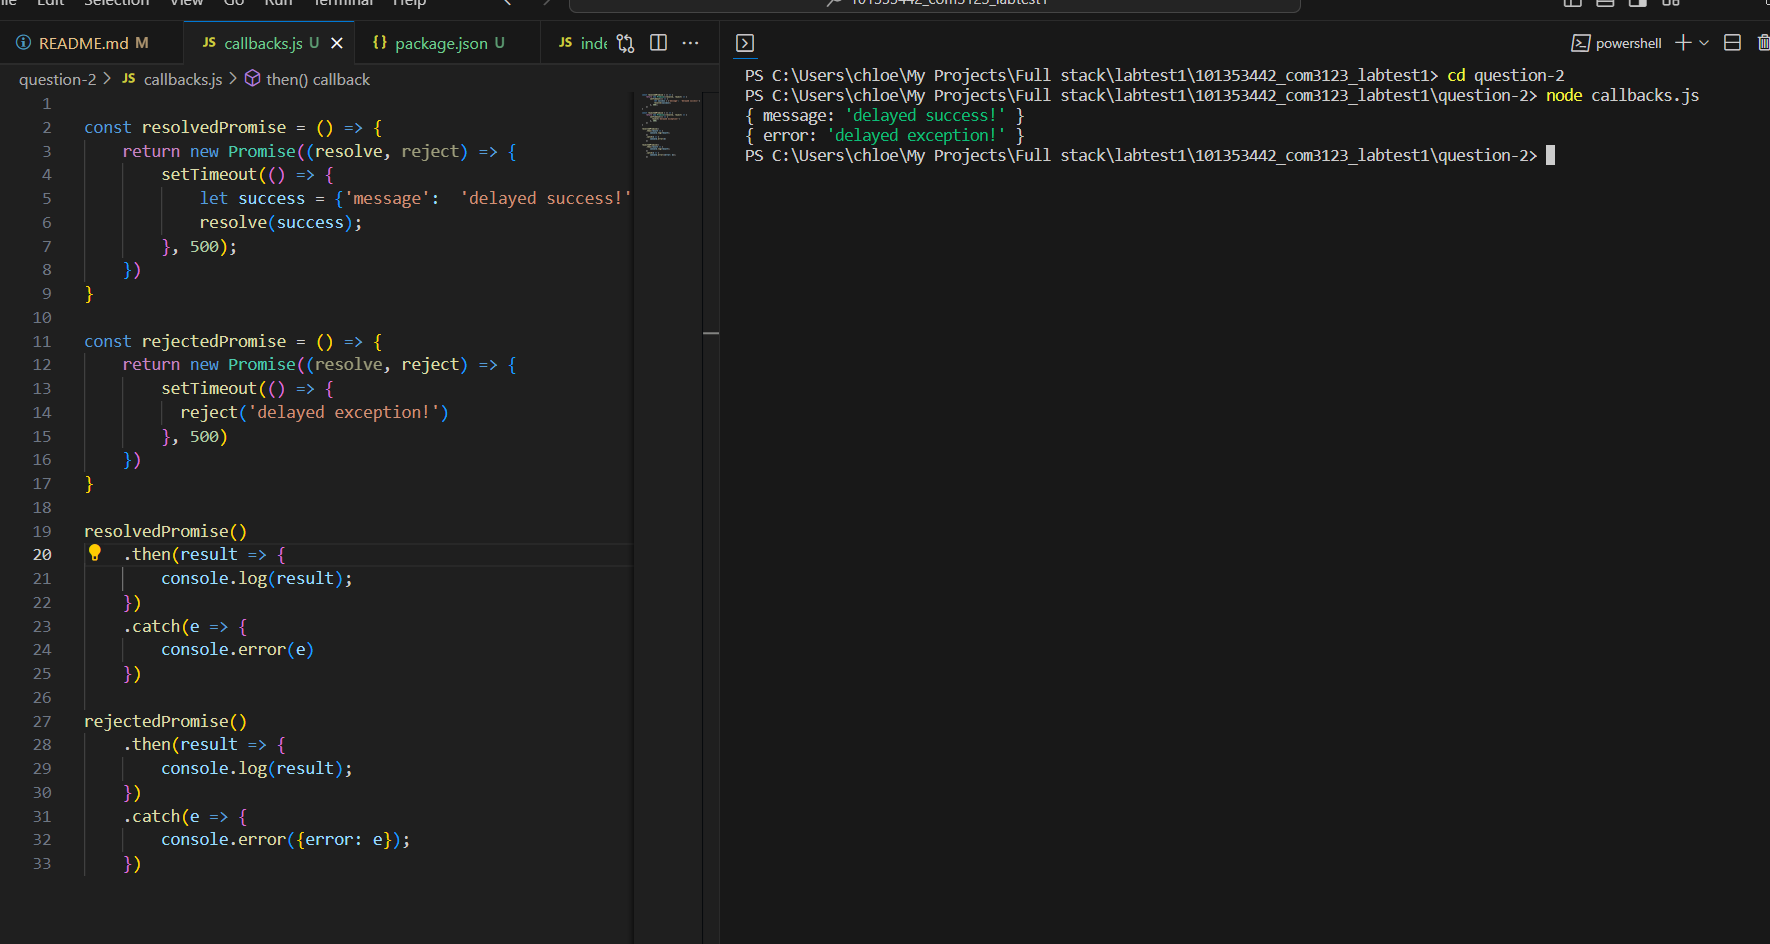 Edit Selection View Go Run Terminal Help
101353442_com3123_labtest1
README.md M
JS callbacks.js U
{} package.json U
JS inde
powershell
question-2 > JS callbacks.js > then() callback
1
2 const resolvedPromise = () => {
3 return new Promise((resolve, reject) => {
4 setTimeout(() => {
5 let success = {'message':  'delayed success!'
6 resolve(success);
7 }, 500);
8 })
9 }
10
11 const rejectedPromise = () => {
12 return new Promise((resolve, reject) => {
13 setTimeout(() => {
14 reject('delayed exception!')
15 }, 500)
16 })
17 }
18
19 resolvedPromise()
20 .then(result => {
21 console.log(result);
22 })
23 .catch(e => {
24 console.error(e)
25 })
26
27 rejectedPromise()
28 .then(result => {
29 console.log(result);
30 })
31 .catch(e => {
32 console.error({error: e});
33 })
PS C:\Users\chloe\My Projects\Full stack\labtest1\101353442_com3123_labtest1> cd question-2
PS C:\Users\chloe\My Projects\Full stack\labtest1\101353442_com3123_labtest1\question-2> node callbacks.js
{ message: 'delayed success!' }
{ error: 'delayed exception!' }
PS C:\Users\chloe\My Projects\Full stack\labtest1\101353442_com3123_labtest1\question-2>